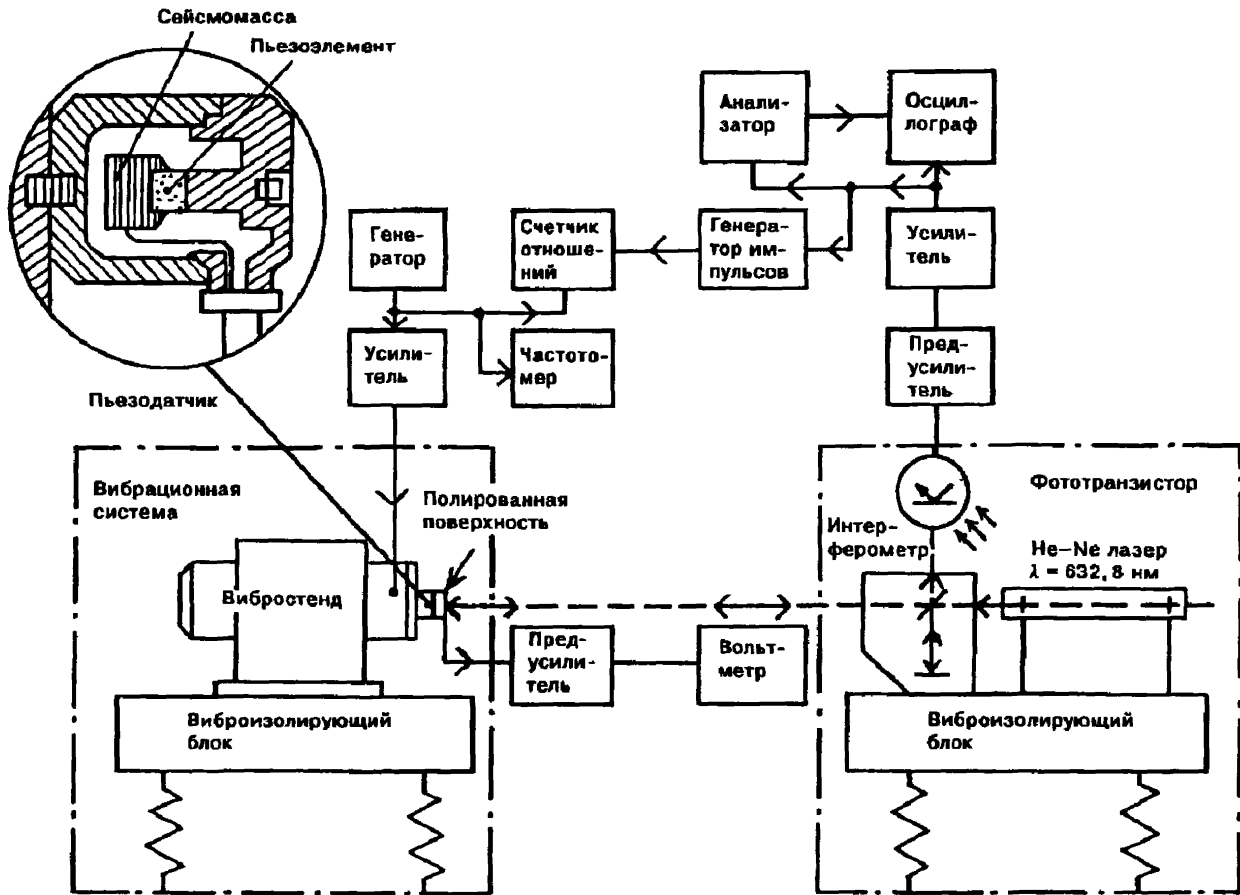 Сейсмомасса
Пьезоэлемент
Анали-
затор
Осцил-
лограф
Гене-
ратор
Счетчик
отноше-
ний
Генера-
тор им-
пульсов
Усили-
тель
Усили-
тель
Частото-
мер
Пред-
усили-
тель
Пьезодатчик
Вибрационная
система
Полированная
поверхность
Фототранзистор
Интер-
ферометр
He–Ne лазер
λ = 632,8 нм
Вибростенд
Пред-
усили-
тель
Вольт-
метр
Виброизолирующий
блок
Виброизолирующий
блок